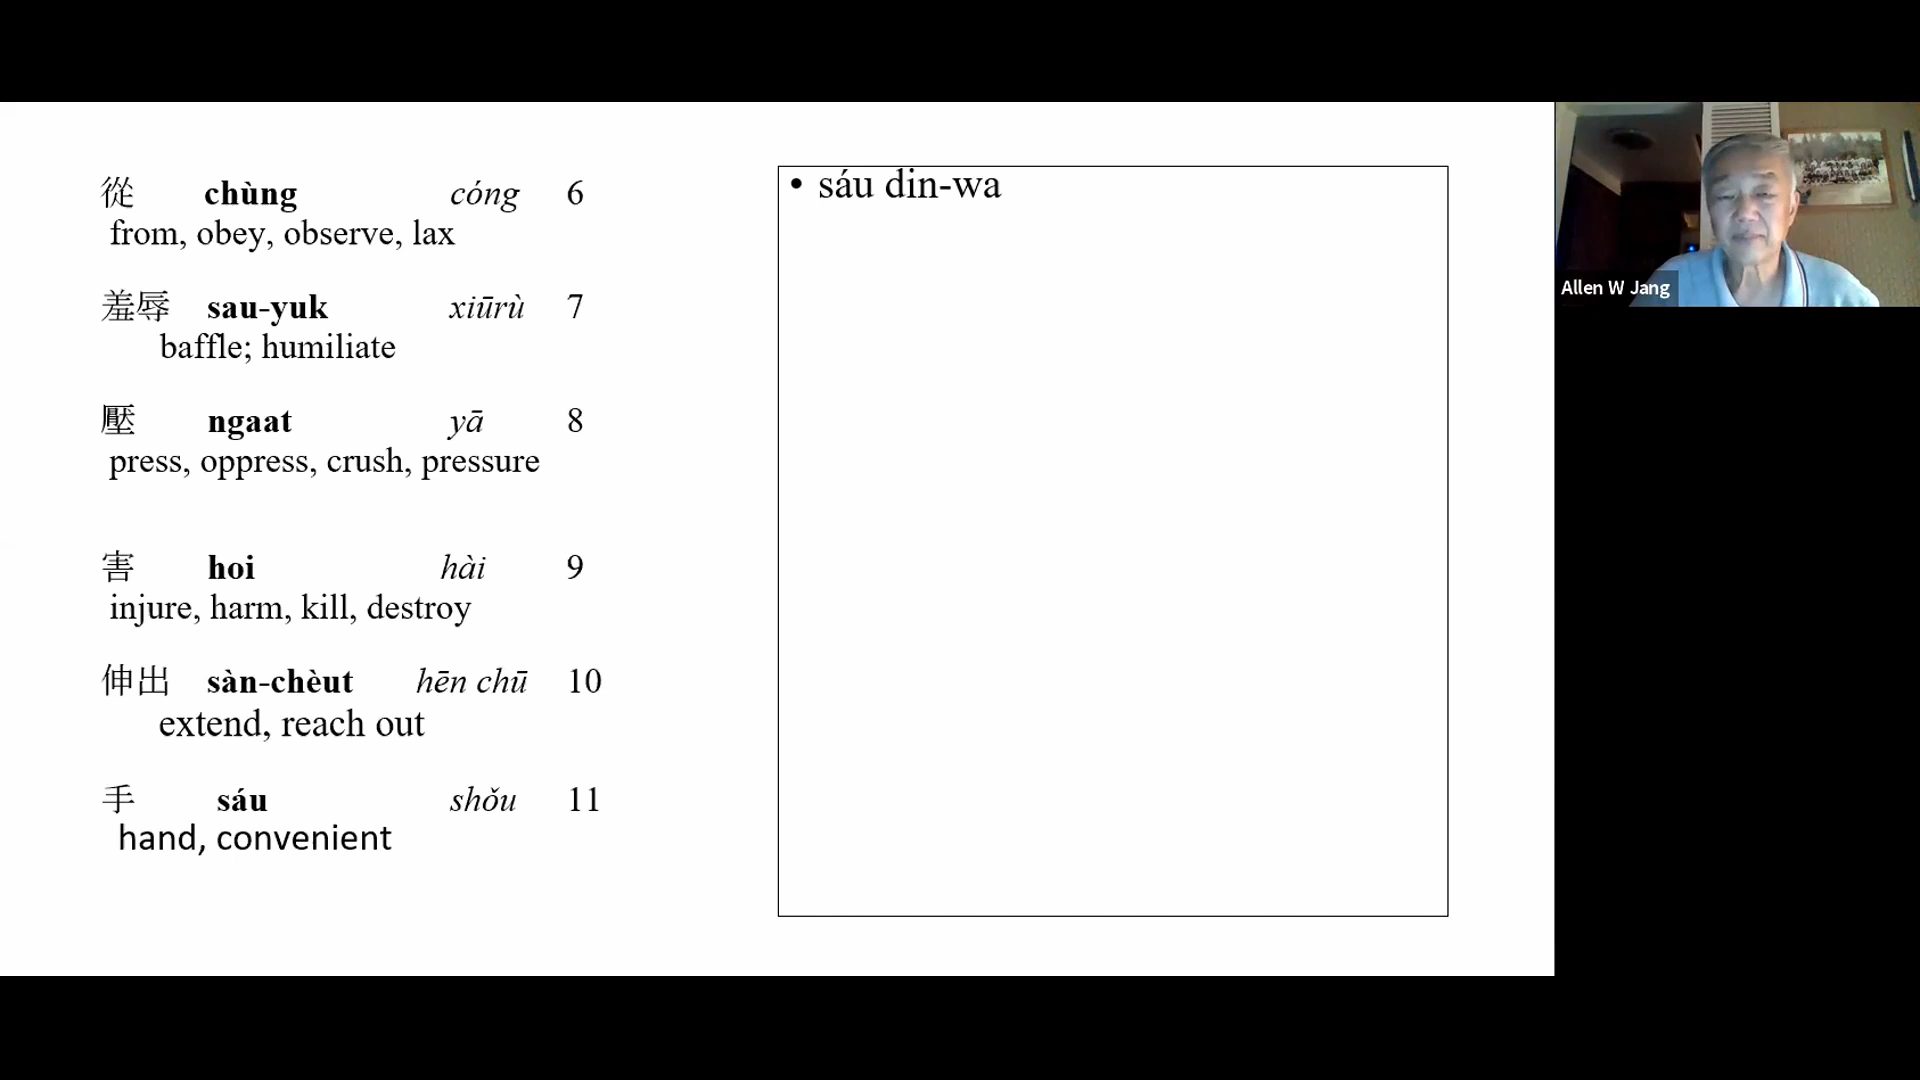 從 chùng cóng 6
from, obey, observe, lax
羞辱 sau-yuk xiūrù 7
baffle; humiliate
壓 ngaat yā 8
press, oppress, crush, pressure
害 hoi hài 9
injure, harm, kill, destroy
伸出 sàn-chèut hēn chū 10
extend, reach out
手 sáu shǒu 11
hand, convenient
• sáu din-wa
Allen W Jang